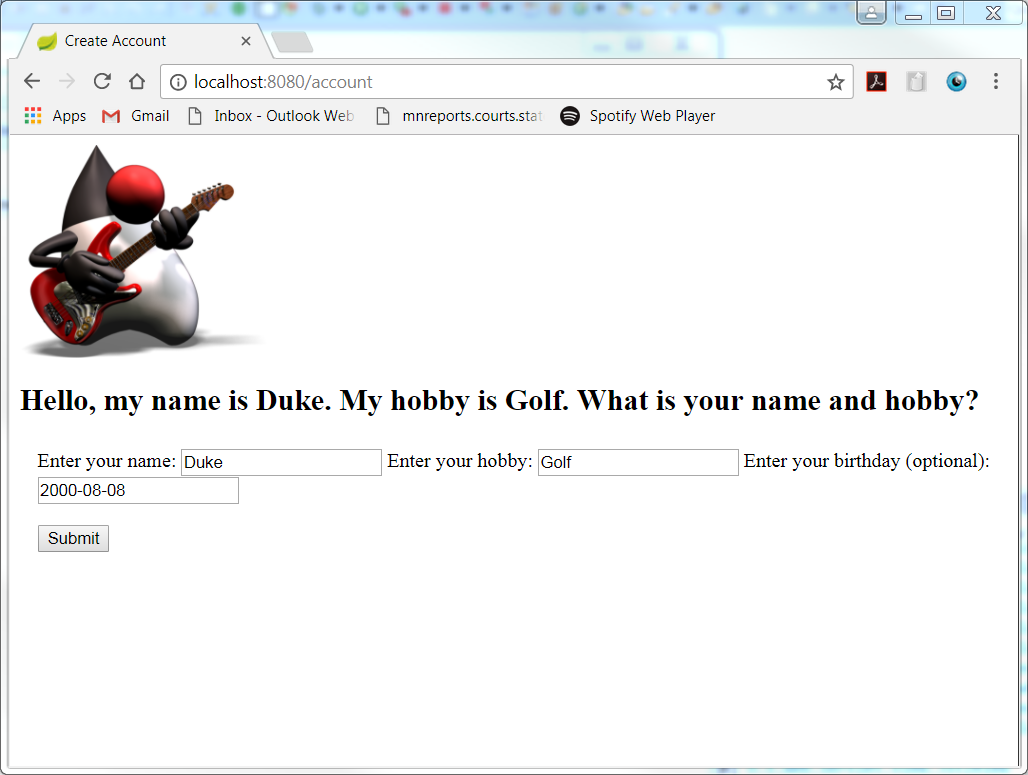 Create Account
localhost:8080/account
Apps Gmail Inbox - Outlook Web mnreports.courts.stat Spotify Web Player
Hello, my name is Duke. My hobby is Golf. What is your name and hobby?
Enter your name: Duke Enter your hobby: Golf Enter your birthday (optional):
2000-08-08
Submit